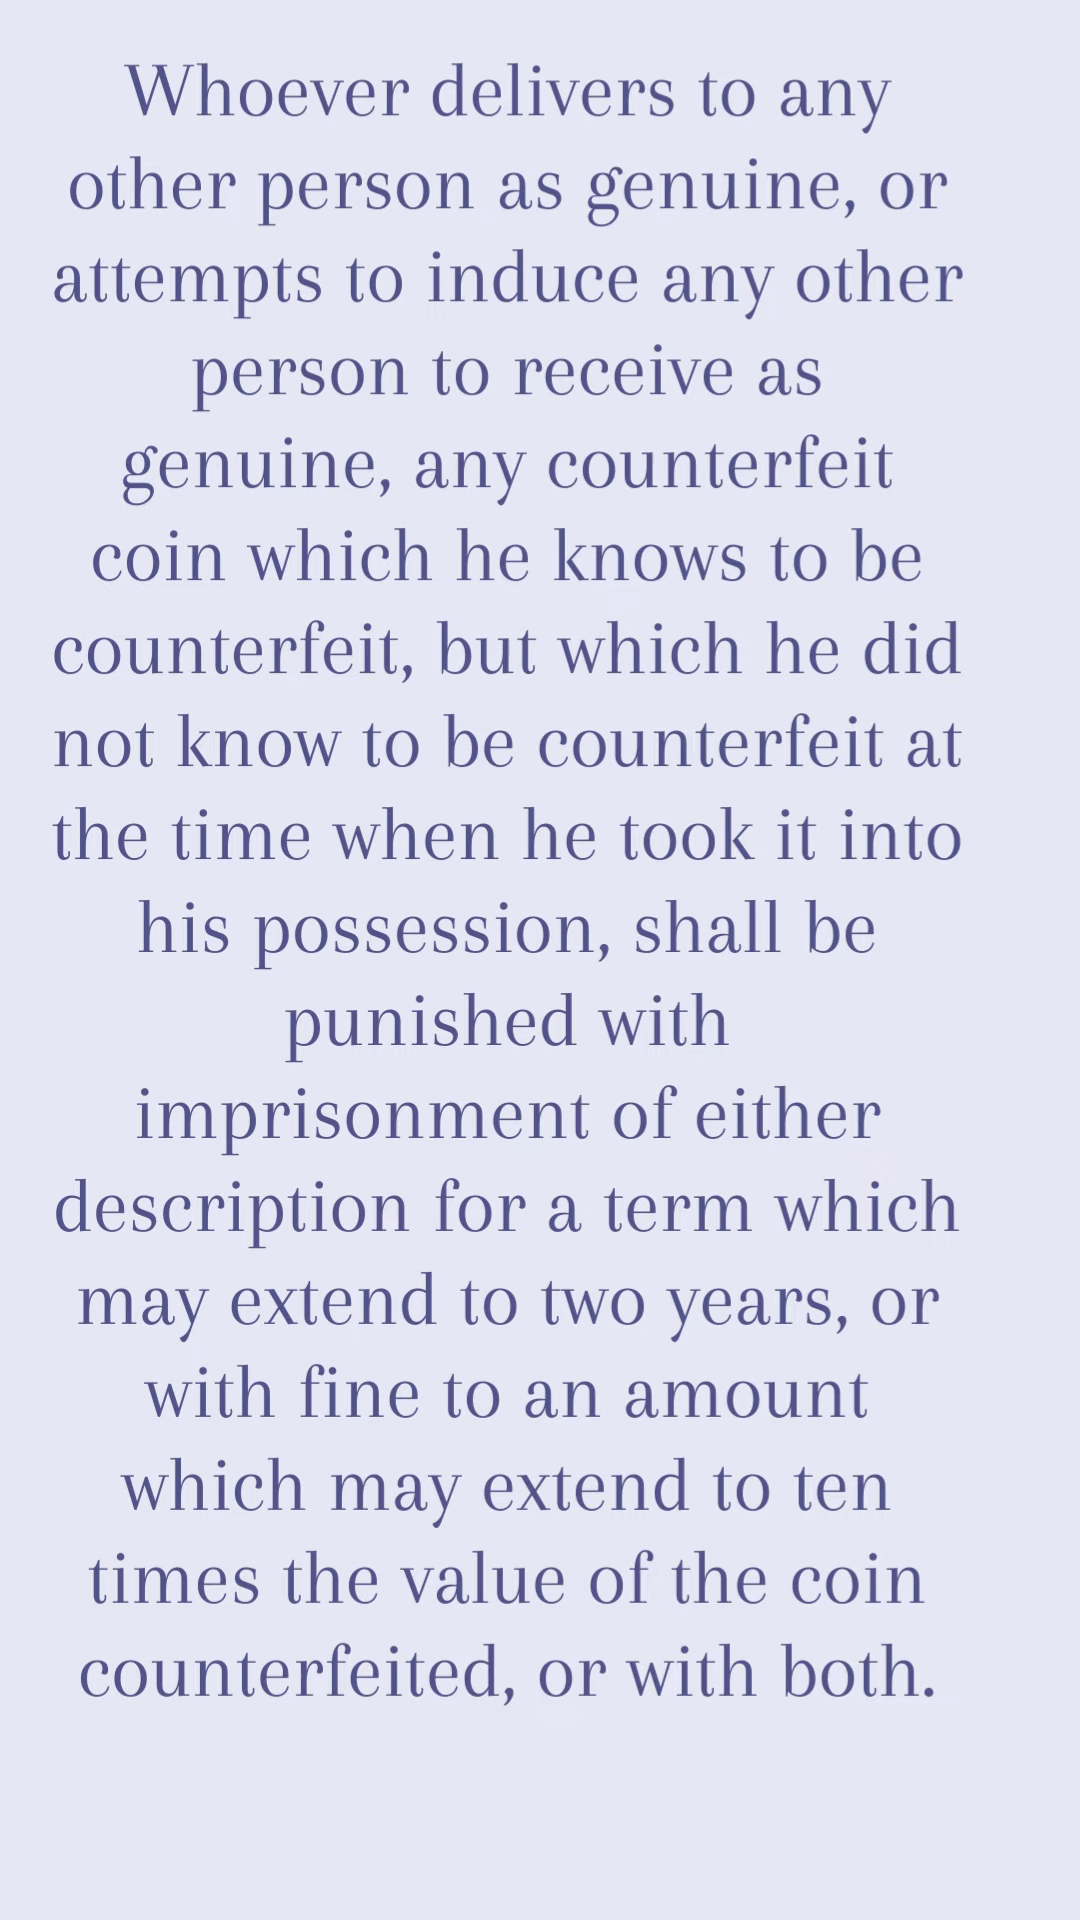 Whoever delivers to any
other person as genuine, or
attempts to induce any other
person to receive as
genuine, any counterfeit
coin which he knows to be
counterfeit, but which he did
not know to be counterfeit at
the time when he took it into
his possession, shall be
punished with
imprisonment of either
description for a term which
may extend to two years, or
with fine to an amount
which may extend to ten
times the value of the coin
counterfeited, or with both.